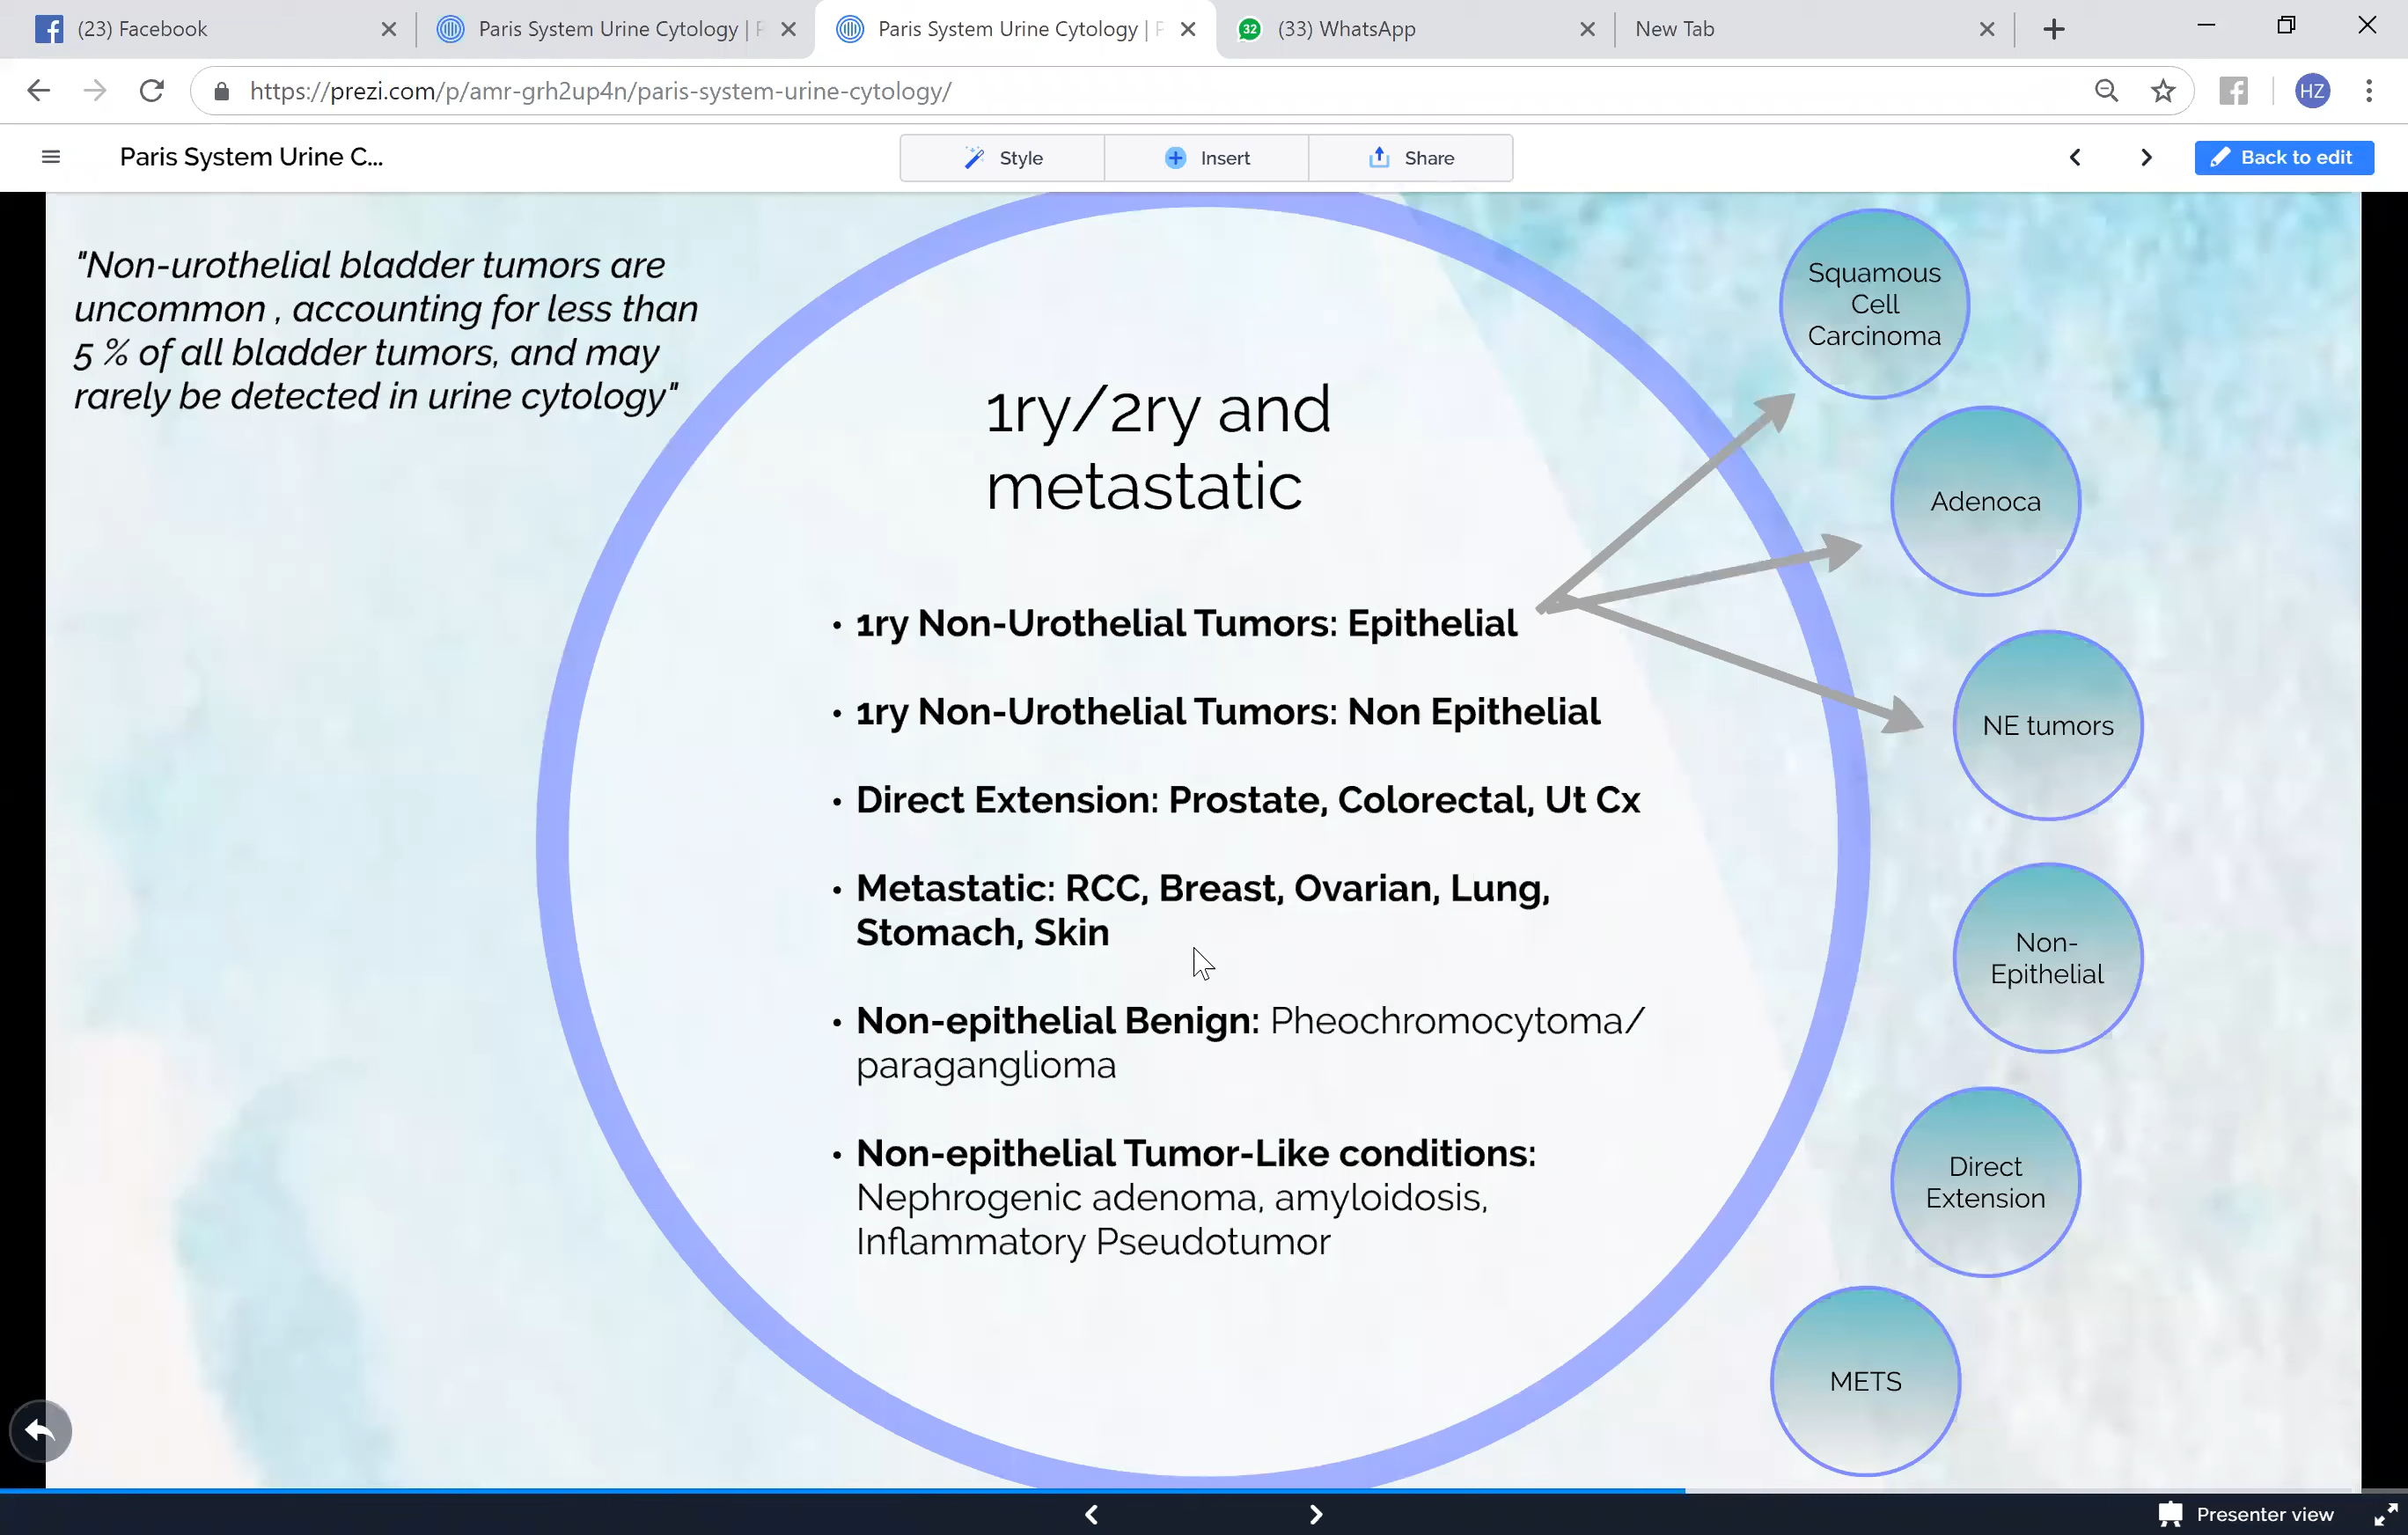 (23) Facebook
Paris System Urine Cytology |
Paris System Urine Cytology |
32
(33) WhatsApp
New Tab
https://prezi.com/p/amr-grh2up4n/paris-system-urine-cytology/
HZ
Paris System Urine C...
Style
Insert
Share
Back to edit
"Non-urothelial bladder tumors are
uncommon , accounting for less than
5 % of all bladder tumors, and may
rarely be detected in urine cytology"
1ry/2ry and
metastatic
• 1ry Non-Urothelial Tumors: Epithelial
• 1ry Non-Urothelial Tumors: Non Epithelial
• Direct Extension: Prostate, Colorectal, Ut Cx
• Metastatic: RCC, Breast, Ovarian, Lung,
Stomach, Skin
• Non-epithelial Benign: Pheochromocytoma/
paraganglioma
• Non-epithelial Tumor-Like conditions:
Nephrogenic adenoma, amyloidosis,
Inflammatory Pseudotumor
Squamous
Cell
Carcinoma
Adenoca
NE tumors
Non-
Epithelial
Direct
Extension
METS
Presenter view